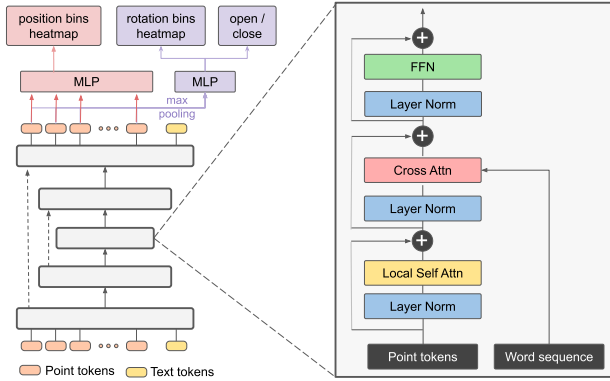 position bins
heatmap
rotation bins
heatmap
open /
close
MLP
MLP
max
pooling
Point tokens
Text tokens
FFN
Layer Norm
Cross Attn
Layer Norm
Local Self Attn
Layer Norm
Point tokens
Word sequence